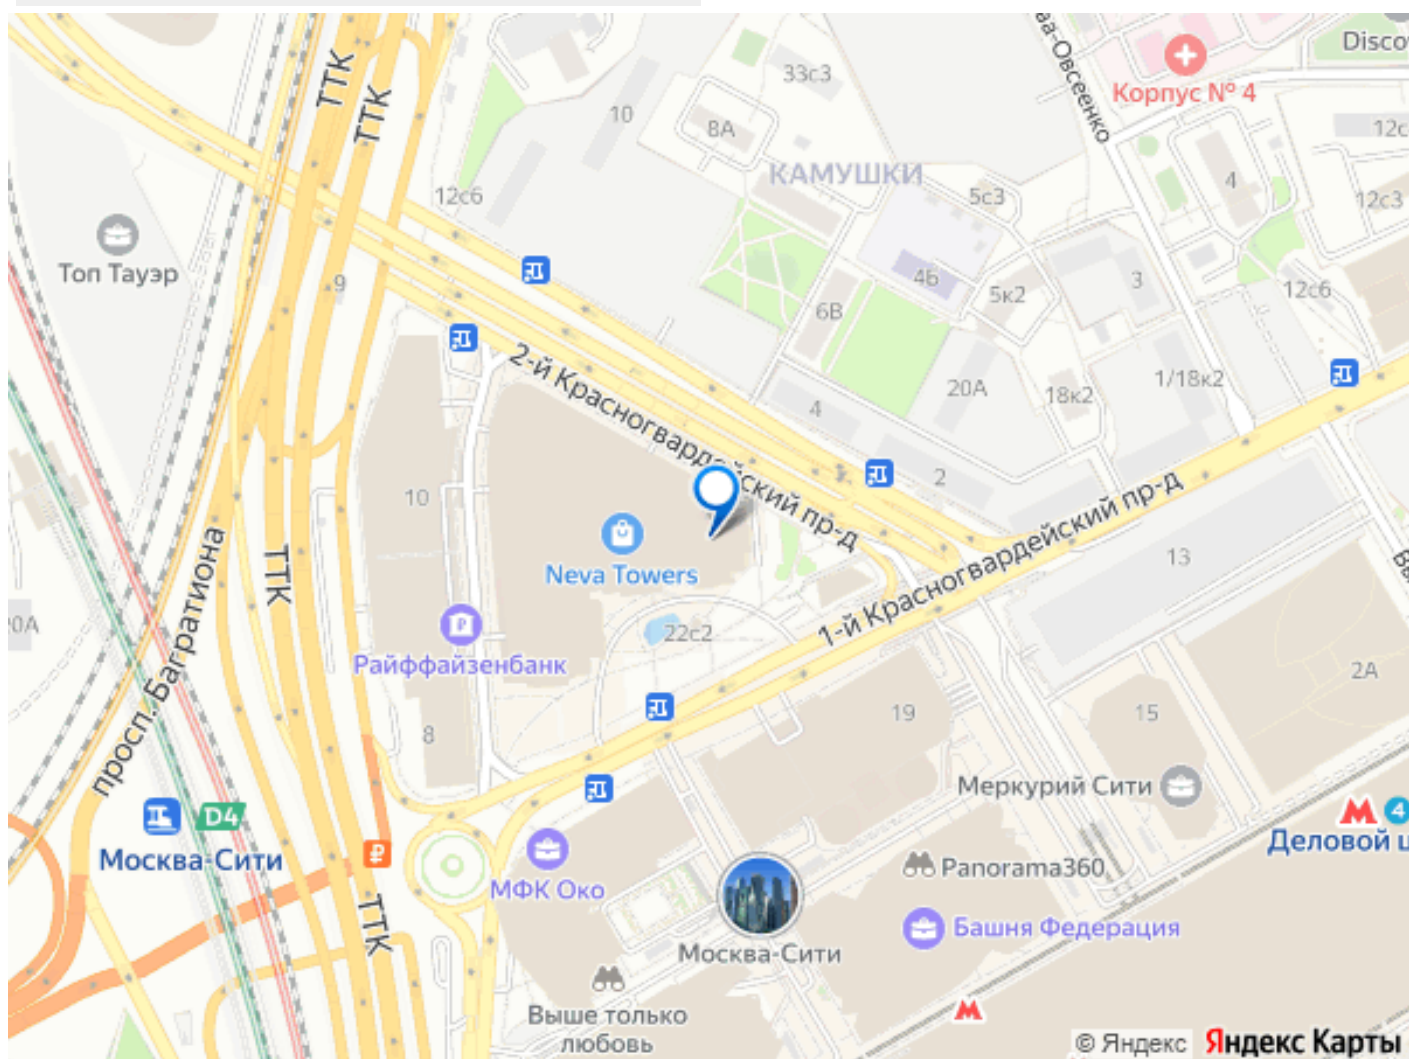 Disco
ТТК
ТТК
33с3
Корпус № 4
10
8А
12с
КАМУШКИ
4
12с6
5с3
12с3
Топ Тауэр
9
4Б
3
5к2
12с6
6В
2-й Красногвардейский пр-д
20А
18к2
1/18к2
4
2
10
1-й Красногвардейский пр-д
13
Neva Towers
ТТК
просп. Багратиона
20А
22с2
Райффайзенбанк
2А
19
15
8
Меркурий Сити
D4
4
Москва-Сити
₽
Деловой ц
МФК Око
Panorama360
ТТК
Башня Федерация
Москва-Сити
Выше только
любовь
© Яндекс Яндекс Карты